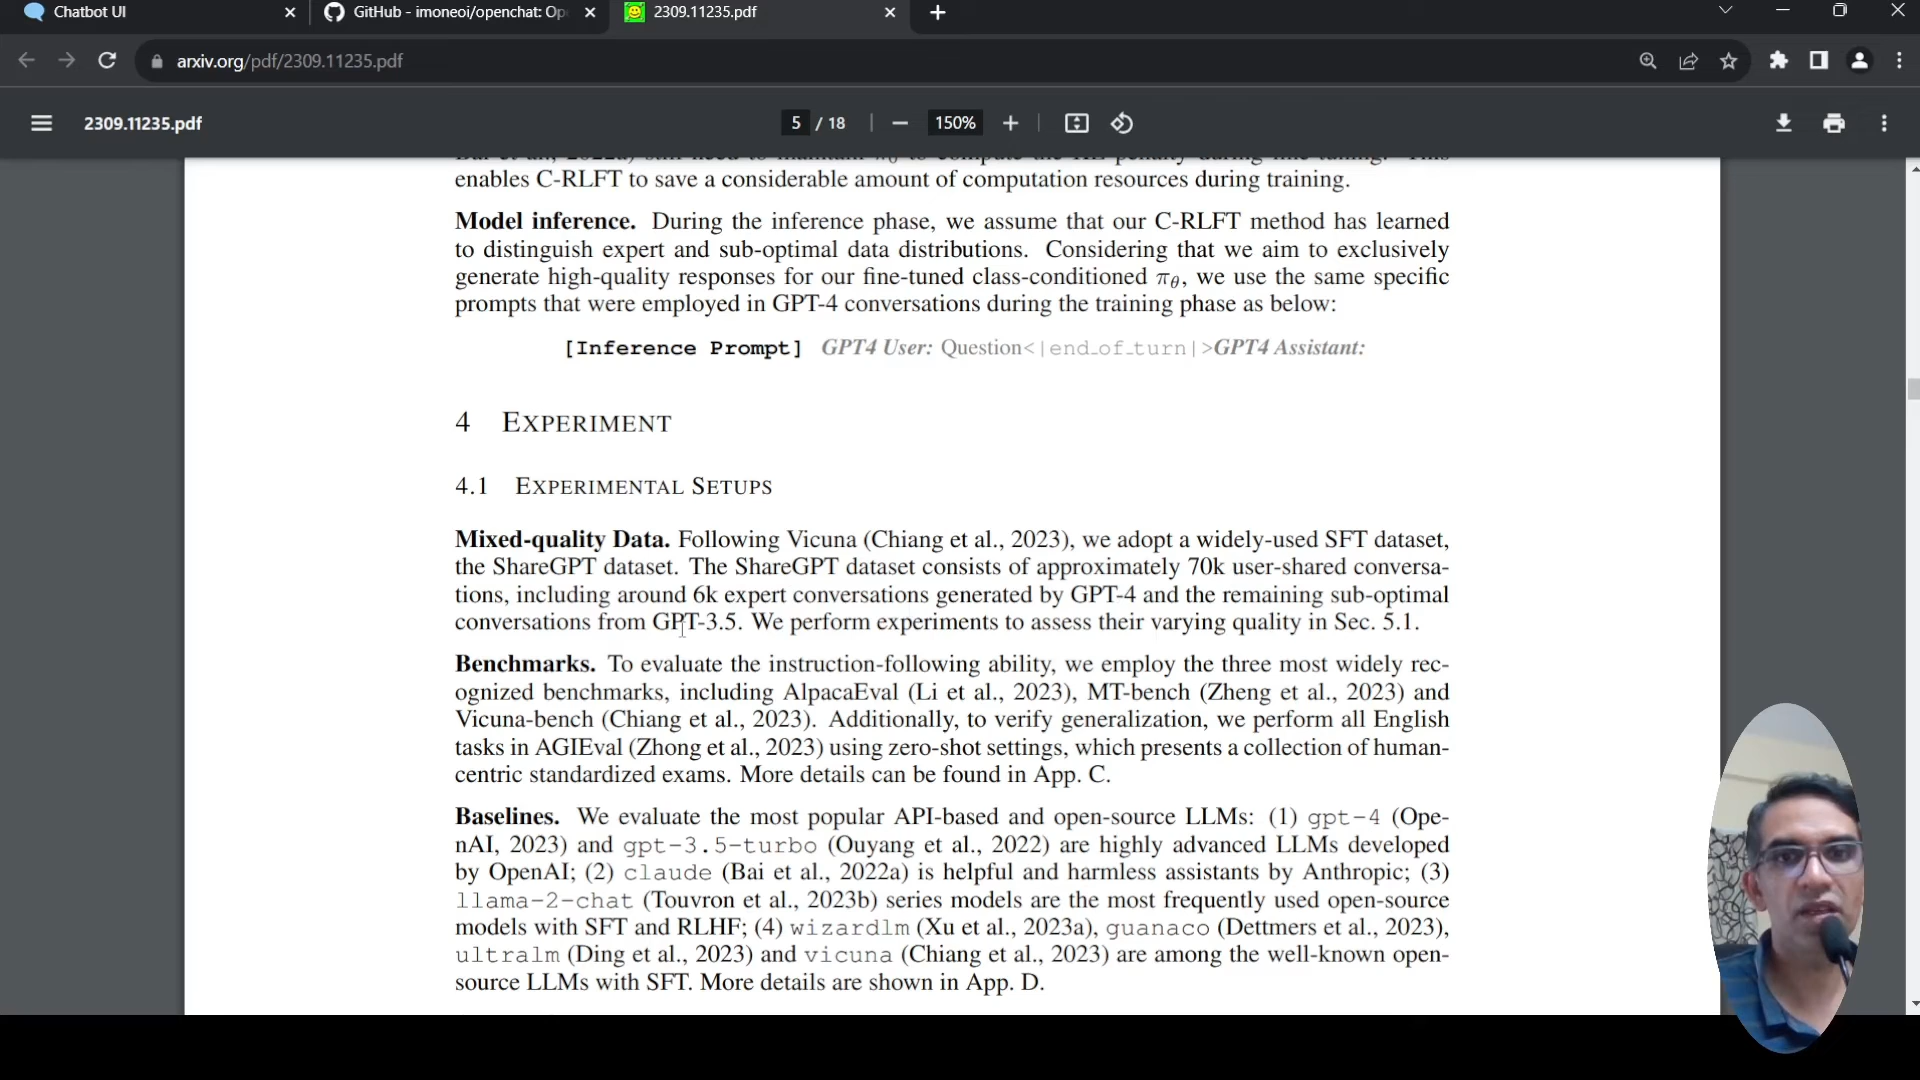 Chatbot UI
GitHub - imoneoi/openchat: Op
2309.11235.pdf
arxiv.org/pdf/2309.11235.pdf
2309.11235.pdf
5 / 18
150%
enables C-RLFT to save a considerable amount of computation resources during training.
Model inference. During the inference phase, we assume that our C-RLFT method has learned
to distinguish expert and sub-optimal data distributions. Considering that we aim to exclusively
generate high-quality responses for our fine-tuned class-conditioned πθ, we use the same specific
prompts that were employed in GPT-4 conversations during the training phase as below:
[Inference Prompt] GPT4 User: Question<|end_of_turn|>GPT4 Assistant:
4 EXPERIMENT
4.1 EXPERIMENTAL SETUPS
Mixed-quality Data. Following Vicuna (Chiang et al., 2023), we adopt a widely-used SFT dataset,
the ShareGPT dataset. The ShareGPT dataset consists of approximately 70k user-shared conversa-
tions, including around 6k expert conversations generated by GPT-4 and the remaining sub-optimal
conversations from GPT-3.5. We perform experiments to assess their varying quality in Sec. 5.1.
Benchmarks. To evaluate the instruction-following ability, we employ the three most widely rec-
ognized benchmarks, including AlpacaEval (Li et al., 2023), MT-bench (Zheng et al., 2023) and
Vicuna-bench (Chiang et al., 2023). Additionally, to verify generalization, we perform all English
tasks in AGIEval (Zhong et al., 2023) using zero-shot settings, which presents a collection of human-
centric standardized exams. More details can be found in App. C.
Baselines. We evaluate the most popular API-based and open-source LLMs: (1) gpt-4 (Ope-
nAI, 2023) and gpt-3.5-turbo (Ouyang et al., 2022) are highly advanced LLMs developed
by OpenAI; (2) claude (Bai et al., 2022a) is helpful and harmless assistants by Anthropic; (3)
llama-2-chat (Touvron et al., 2023b) series models are the most frequently used open-source
models with SFT and RLHF; (4) wizardlm (Xu et al., 2023a), guanaco (Dettmers et al., 2023),
ultralm (Ding et al., 2023) and vicuna (Chiang et al., 2023) are among the well-known open-
source LLMs with SFT. More details are shown in App. D.